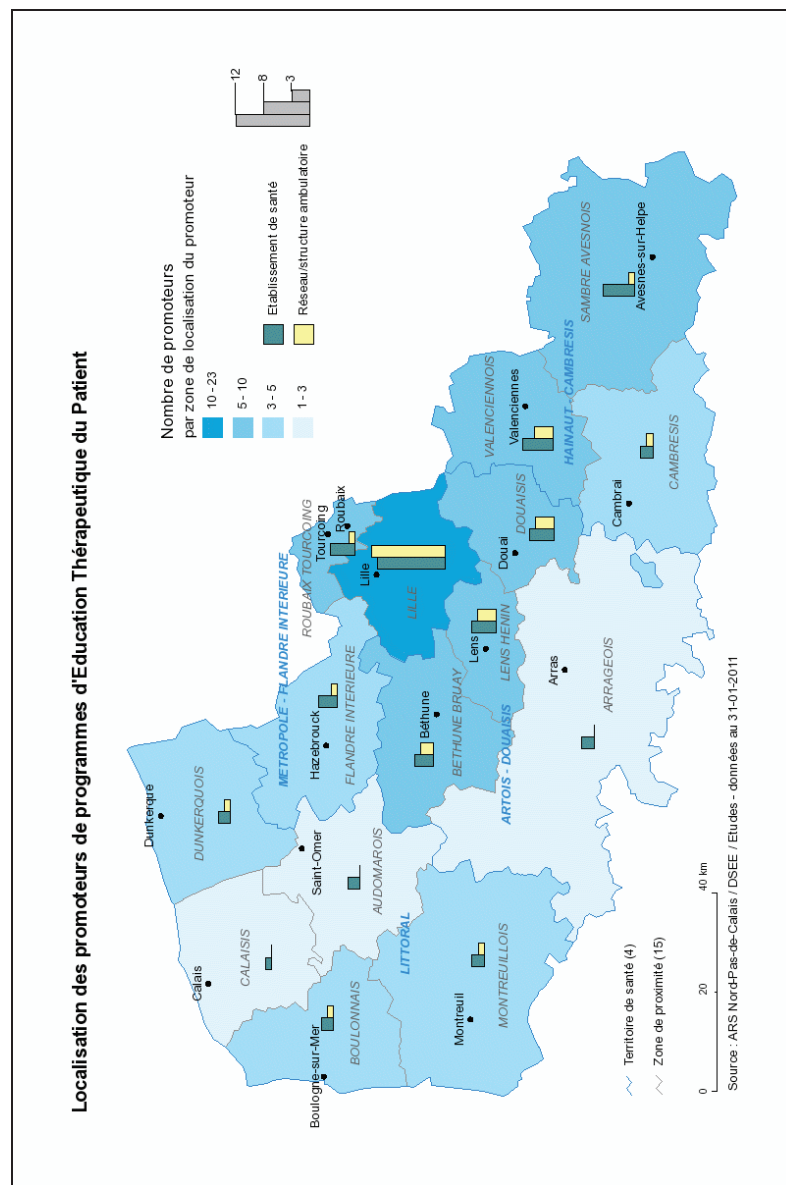 Localisation des promoteurs de programmes d'Education Thérapeutique du Patient
Nombre de promoteurs
par zone de localisation du promoteur
10 - 23
5 - 10
3 - 5
1 - 3
Etablissement de santé
Réseau/structure ambulatoire
12
8
3
Dunkerque
DUNKERQUOIS
Calais
CALAISIS
Saint-Omer
AUDOMAROIS
Boulogne-sur-Mer
BOULONNAIS
LITTORAL
Montreuil
MONTREUILLOIS
METROPOLE - FLANDRE INTERIEURE
Hazebrouck
FLANDRE INTERIEURE
ROUBAIX TOURCOING
Tourcoing
Roubaix
Lille
LILLE
Béthune
BETHUNE BRUAY
ARTOIS - DOUAISIS
Lens
LENS HENIN
Douai
DOUAISIS
Arras
ARRAGEOIS
VALENCIENNOIS
Valenciennes
HAINAUT - CAMBRESIS
Cambrai
CAMBRESIS
SAMBRE AVESNOIS
Avesnes-sur-Helpe
Territoire de santé (4)
Zone de proximité (15)
0 20 40 km
Source : ARS Nord-Pas-de-Calais / DSEE / Etudes - données au 31-01-2011